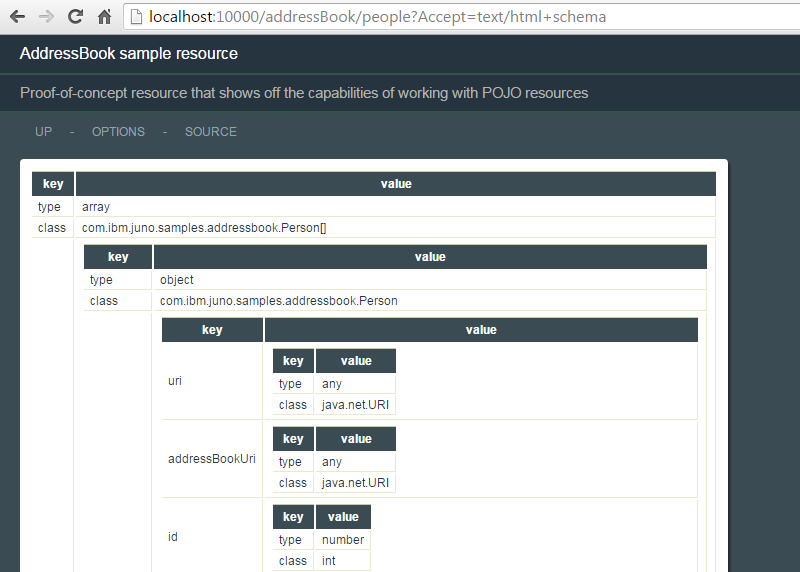 localhost:10000/addressBook/people?Accept=text/html+schema
AddressBook sample resource
Proof-of-concept resource that shows off the capabilities of working with POJO resources
UP - OPTIONS - SOURCE
key value
type array
class com.ibm.juno.samples.addressbook.Person[]
key value
type object
class com.ibm.juno.samples.addressbook.Person
key value
uri
key value
type any
class java.net.URI
addressBookUri
key value
type any
class java.net.URI
id
key value
type number
class int